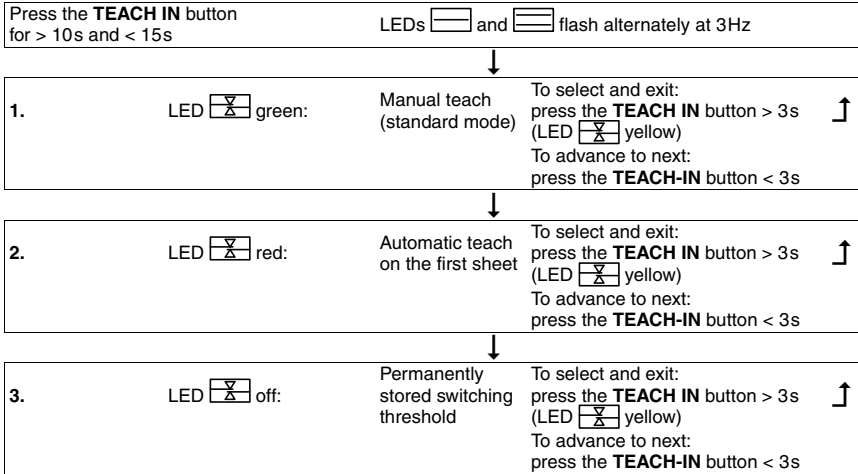 Press the TEACH IN button
for > 10s and < 15s
LEDs and flash alternately at 3Hz
1.
LED green:
Manual teach
(standard mode)
To select and exit:
press the TEACH IN button > 3s
(LED yellow)
To advance to next:
press the TEACH-IN button < 3s
2.
LED red:
Automatic teach
on the first sheet
To select and exit:
press the TEACH IN button > 3s
(LED yellow)
To advance to next:
press the TEACH-IN button < 3s
3.
LED off:
Permanently
stored switching
threshold
To select and exit:
press the TEACH IN button > 3s
(LED yellow)
To advance to next:
press the TEACH-IN button < 3s